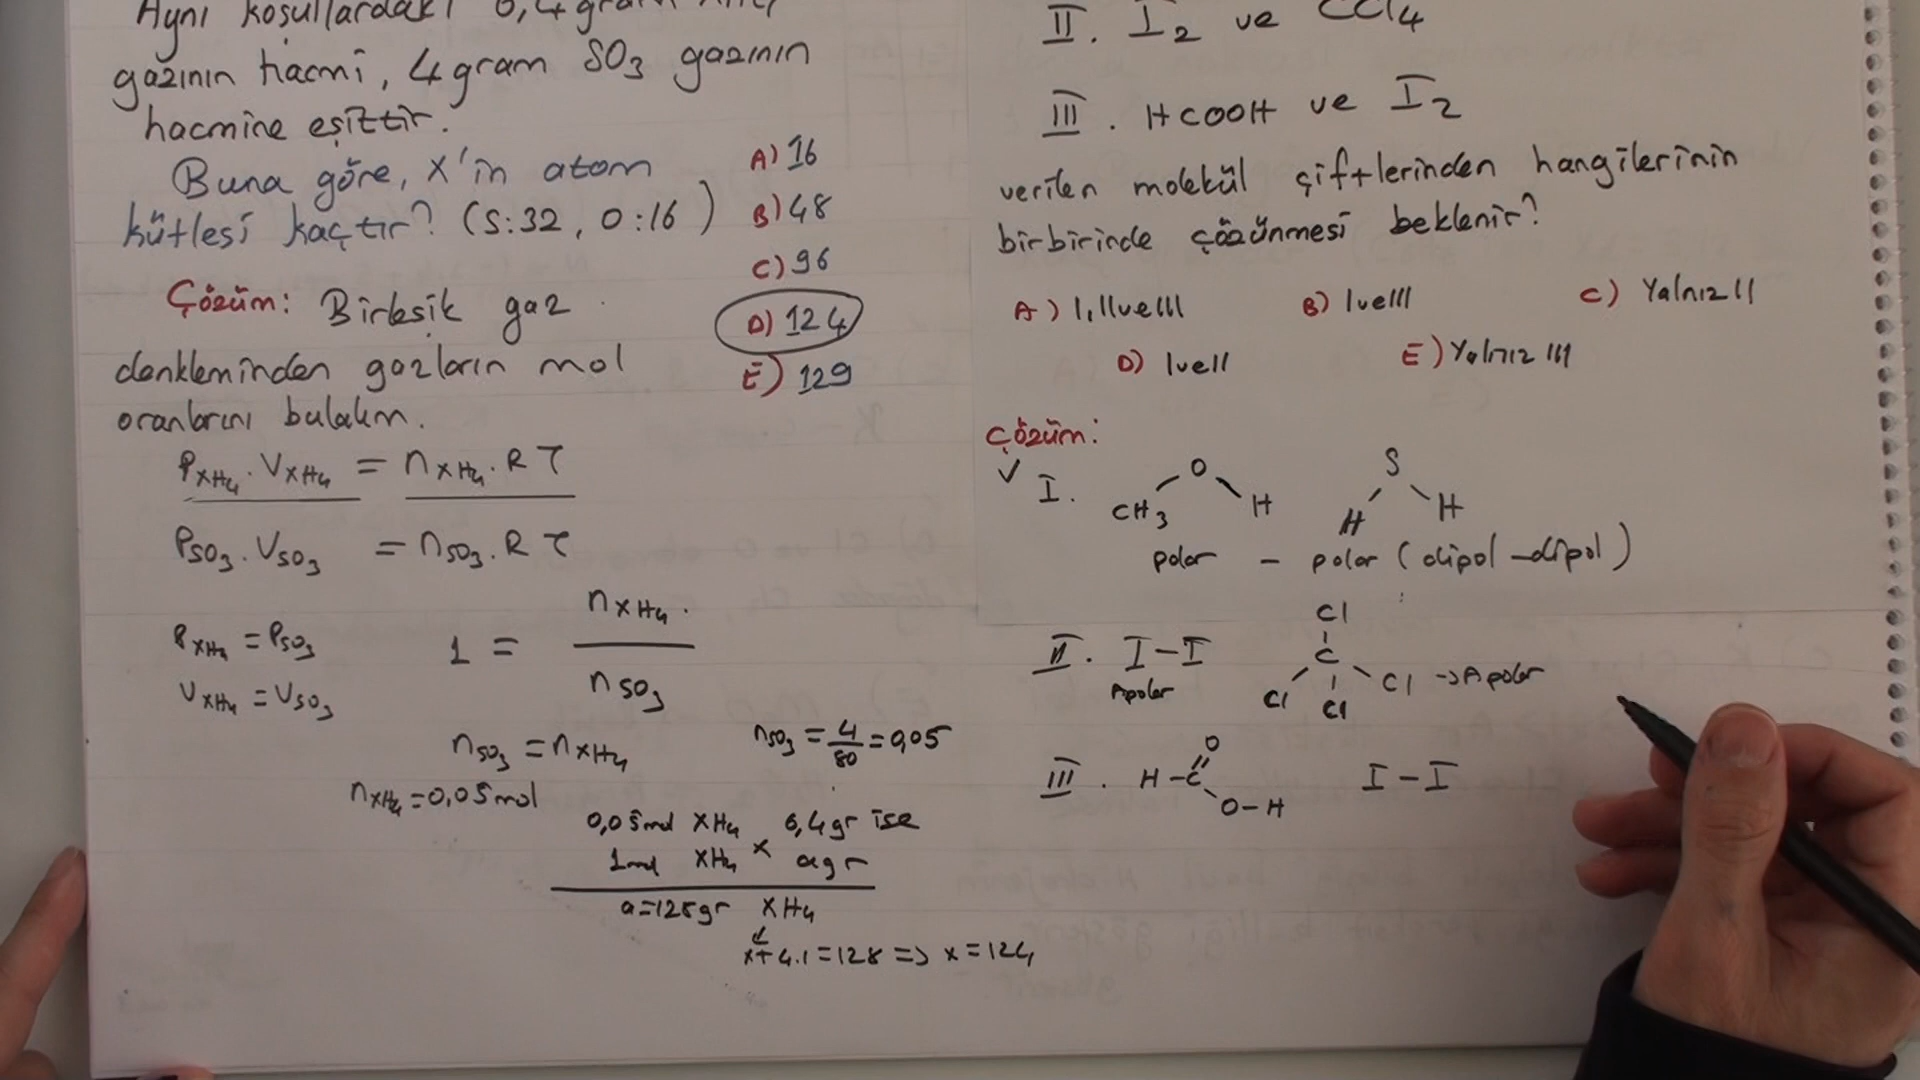 Aynı koşullardaki 6,4 gram XH4
gazının hacmi, 4 gram SO3 gazının
hacmine eşittir.
Buna göre, X'in atom
kütlesi kaçtır? (S:32, O:16)
A) 16
B) 48
C) 96
D) 124
E) 129
Çözüm: Birleşik gaz
denkleminden gazların mol
oranlarını bulalım.
PXH4 . VXH4 = nXH4 . R T
PSO3 . VSO3 = nSO3 . R T
PXH4 = PSO3
VXH4 = VSO3
1 = nXH4 .
nSO3
nSO3 = nXH4
nSO3 = 4/80 = 0,05
nXH4 = 0,05 mol
0,05 mol XH4 x 6,4 gr ise
1 mol XH4 a gr
a=128 gr XH4
x+4.1=128 => x=124
II. I2 ve CCl4
III. HCOOH ve I2
verilen molekül çiftlerinden hangilerinin
birbirinde çözünmesi beklenir?
A) I, II ve III
B) I ve III
C) Yalnız II
D) I ve II
E) Yalnız III
Çözüm:
✓ I.
O
CH3 H
S
H H
polar – polar (dipol–dipol)
II. I–I
Apolar
Cl
C
Cl Cl Cl → Apolar
III. H–C
O
O–H
I–I